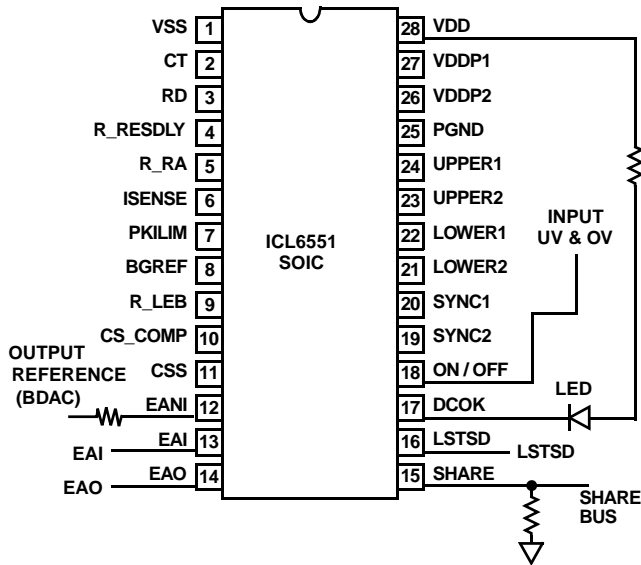 VSS 1
CT 2
RD 3
R_RESDLY 4
R_RA 5
ISENSE 6
PKILIM 7
BGREF 8
R_LEB 9
CS_COMP 10
CSS 11
EANI 12
EAI 13
EAO 14
OUTPUT
REFERENCE
(BDAC)
EAI
EAO
ICL6551
SOIC
28 VDD
27 VDDP1
26 VDDP2
25 PGND
24 UPPER1
23 UPPER2
22 LOWER1
21 LOWER2
20 SYNC1
19 SYNC2
18 ON / OFF
17 DCOK
16 LSTSD
15 SHARE
INPUT
UV & OV
LED
LSTSD
SHARE
BUS